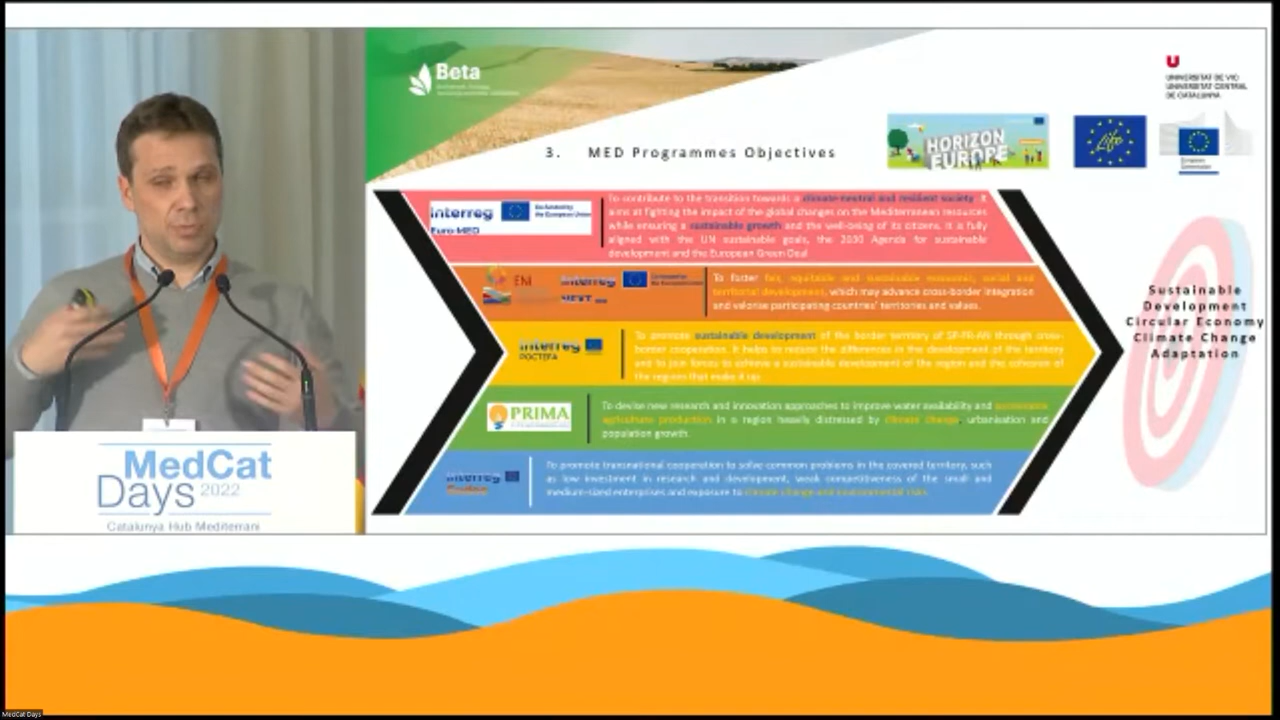 Beta
U
UNIVERSITAT DE VIC
UNIVERSITAT CENTRAL
DE CATALUNYA
3. MED Programmes Objectives
HORIZON
EUROPE
Life
European
Commission
Interreg
Co-funded by
the European Union
Euro-MED
To contribute to the transition towards a climate-neutral and resilient society. It
aims at fighting the impact of the global changes on the Mediterranean resources
while ensuring a sustainable growth and the well-being of its citizens. It is fully
aligned with the UN sustainable goals, the 2030 Agenda for sustainable
development and the European Green Deal
Interreg
NEXT
To foster fair, equitable and sustainable economic, social and
territorial development, which may advance cross-border integration
and valorise participating countries' territories and values.
Interreg
POCTEFA
To promote sustainable development of the border territory of SP-FR-AN through cross-
border cooperation. It helps to reduce the differences in the development of the territory
and to join forces to achieve a sustainable development of the region and the cohesion of
the regions that make it up.
PRIMA
To devise new research and innovation approaches to improve water availability and sustainable
agriculture production in a region heavily distressed by climate change, urbanisation and
population growth.
Interreg
Sudoe
To promote transnational cooperation to solve common problems in the covered territory, such
as low investment in research and development, weak competitiveness of the small and
medium-sized enterprises and exposure to climate change and environmental risks.
Sustainable
Development
Circular Economy
Climate Change
Adaptation
MedCat
Days 2022
Catalunya Hub Mediterrani
MedCat Days